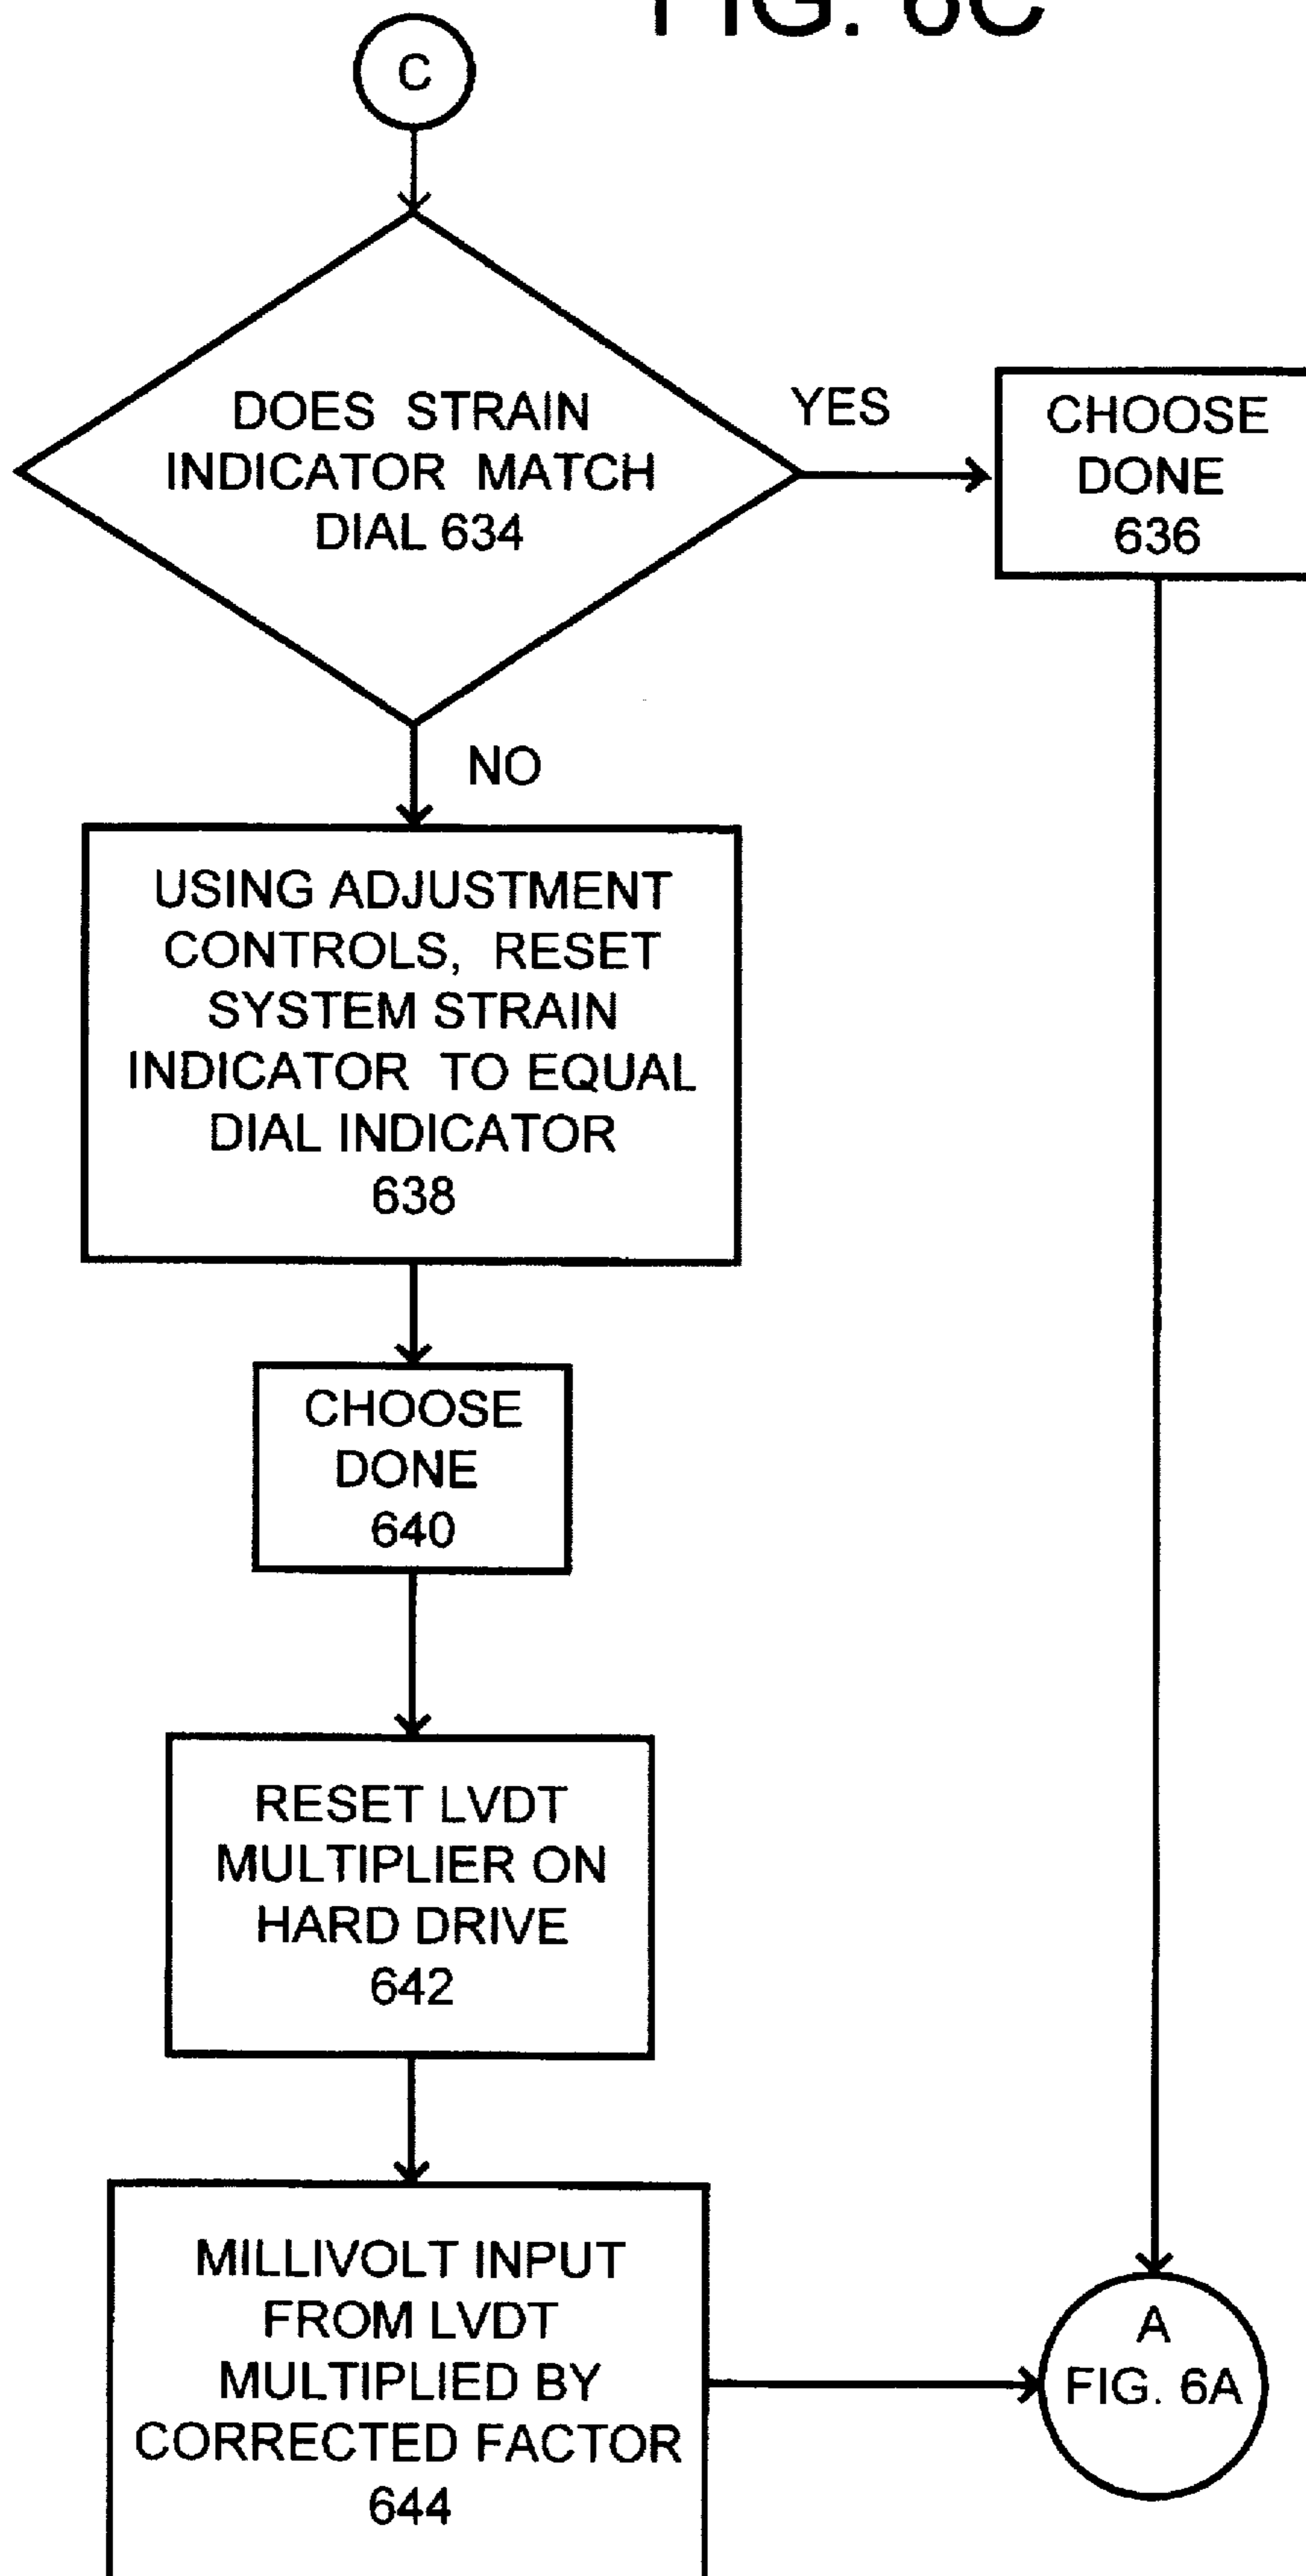 FIG. 6C
C
DOES STRAIN
INDICATOR MATCH
DIAL 634
YES
CHOOSE
DONE
636
NO
USING ADJUSTMENT
CONTROLS, RESET
SYSTEM STRAIN
INDICATOR TO EQUAL
DIAL INDICATOR
638
CHOOSE
DONE
640
RESET LVDT
MULTIPLIER ON
HARD DRIVE
642
MILLIVOLT INPUT
FROM LVDT
MULTIPLIED BY
CORRECTED FACTOR
644
A
FIG. 6A